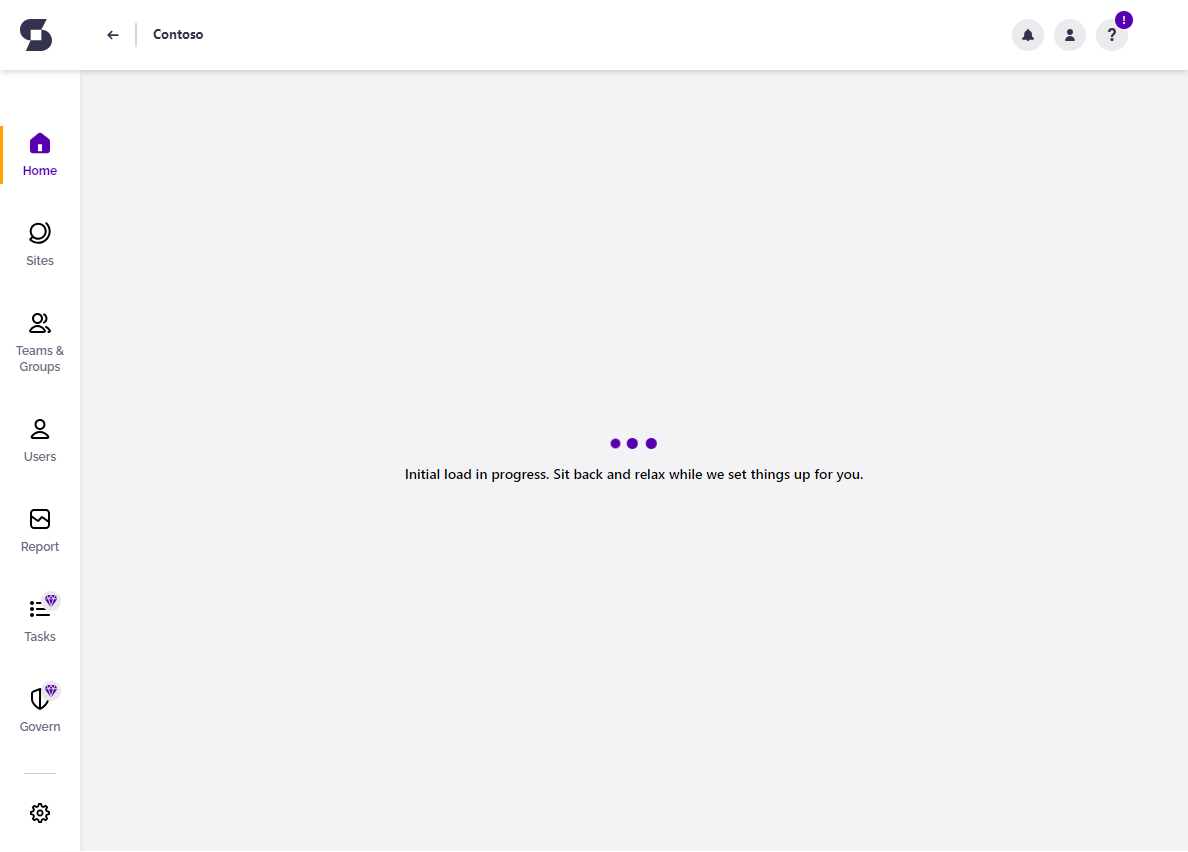 Contoso
!
?
Home
Sites
Teams &
Groups
Users
Initial load in progress. Sit back and relax while we set things up for you.
Report
Tasks
Govern